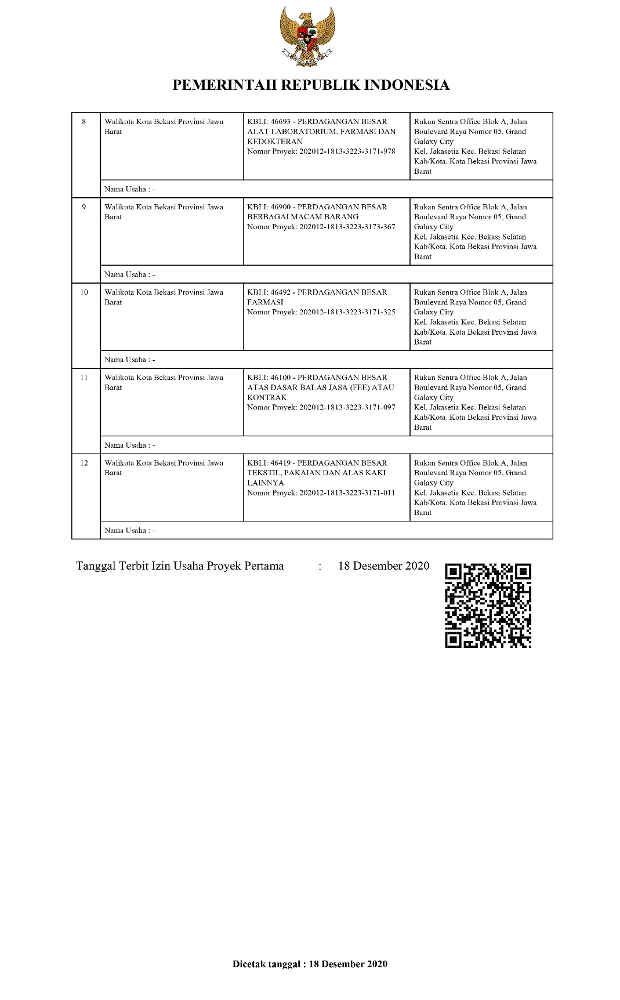 PEMERINTAH REPUBLIK INDONESIA
8
Walikota Kota Bekasi Provinsi Jawa
Barat
KBLI: 46693 - PERDAGANGAN BESAR
ALAT LABORATORIUM, FARMASI DAN
KEDOKTERAN
Nomor Proyek: 202012-1813-3223-3171-978
Rukan Sentra Office Blok A, Jalan
Boulevard Raya Nomor 05, Grand
Galaxy City
Kel. Jakasetia Kec. Bekasi Selatan
Kab/Kota. Kota Bekasi Provinsi Jawa
Barat
Nama Usaha : -
9
Walikota Kota Bekasi Provinsi Jawa
Barat
KBLI: 46900 - PERDAGANGAN BESAR
BERBAGAI MACAM BARANG
Nomor Proyek: 202012-1813-3223-3173-367
Rukan Sentra Office Blok A, Jalan
Boulevard Raya Nomor 05, Grand
Galaxy City
Kel. Jakasetia Kec. Bekasi Selatan
Kab/Kota. Kota Bekasi Provinsi Jawa
Barat
Nama Usaha : -
10
Walikota Kota Bekasi Provinsi Jawa
Barat
KBLI: 46492 - PERDAGANGAN BESAR
FARMASI
Nomor Proyek: 202012-1813-3223-3171-325
Rukan Sentra Office Blok A, Jalan
Boulevard Raya Nomor 05, Grand
Galaxy City
Kel. Jakasetia Kec. Bekasi Selatan
Kab/Kota. Kota Bekasi Provinsi Jawa
Barat
Nama Usaha : -
11
Walikota Kota Bekasi Provinsi Jawa
Barat
KBLI: 46100 - PERDAGANGAN BESAR
ATAS DASAR BALAS JASA (FEE) ATAU
KONTRAK
Nomor Proyek: 202012-1813-3223-3171-097
Rukan Sentra Office Blok A, Jalan
Boulevard Raya Nomor 05, Grand
Galaxy City
Kel. Jakasetia Kec. Bekasi Selatan
Kab/Kota. Kota Bekasi Provinsi Jawa
Barat
Nama Usaha : -
12
Walikota Kota Bekasi Provinsi Jawa
Barat
KBLI: 46419 - PERDAGANGAN BESAR
TEKSTIL, PAKAIAN DAN ALAS KAKI
LAINNYA
Nomor Proyek: 202012-1813-3223-3171-011
Rukan Sentra Office Blok A, Jalan
Boulevard Raya Nomor 05, Grand
Galaxy City
Kel. Jakasetia Kec. Bekasi Selatan
Kab/Kota. Kota Bekasi Provinsi Jawa
Barat
Nama Usaha : -
Tanggal Terbit Izin Usaha Proyek Pertama : 18 Desember 2020
Dicetak tanggal : 18 Desember 2020